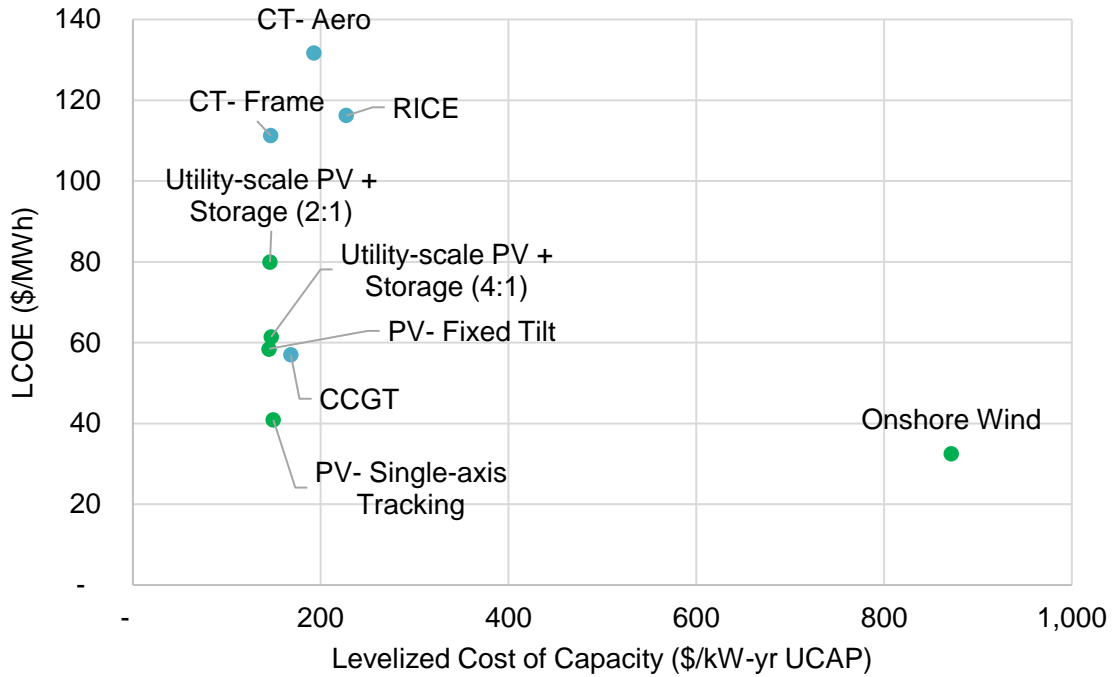 140
120
100
80
60
40
20
-
LCOE ($/MWh)
CT- Aero
CT- Frame
RICE
Utility-scale PV +
Storage (2:1)
Utility-scale PV +
Storage (4:1)
PV- Fixed Tilt
CCGT
Onshore Wind
PV- Single-axis
Tracking
- 200 400 600 800 1,000
Levelized Cost of Capacity ($/kW-yr UCAP)